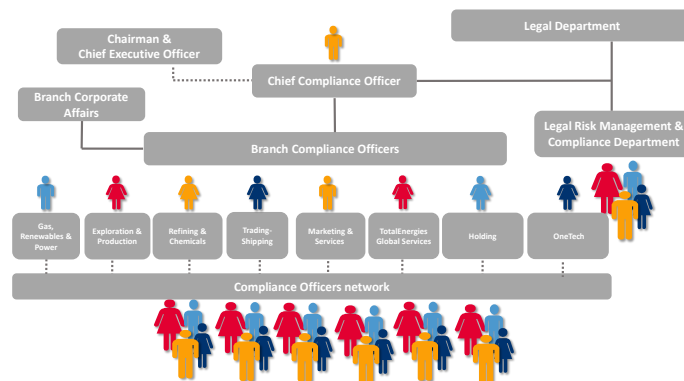 Chairman &
Chief Executive Officer
Legal Department
Chief Compliance Officer
Branch Corporate
Affairs
Legal Risk Management &
Compliance Department
Branch Compliance Officers
Gas,
Renewables &
Power
Exploration &
Production
Refining &
Chemicals
Trading-
Shipping
Marketing &
Services
TotalEnergies
Global Services
Holding
OneTech
Compliance Officers network